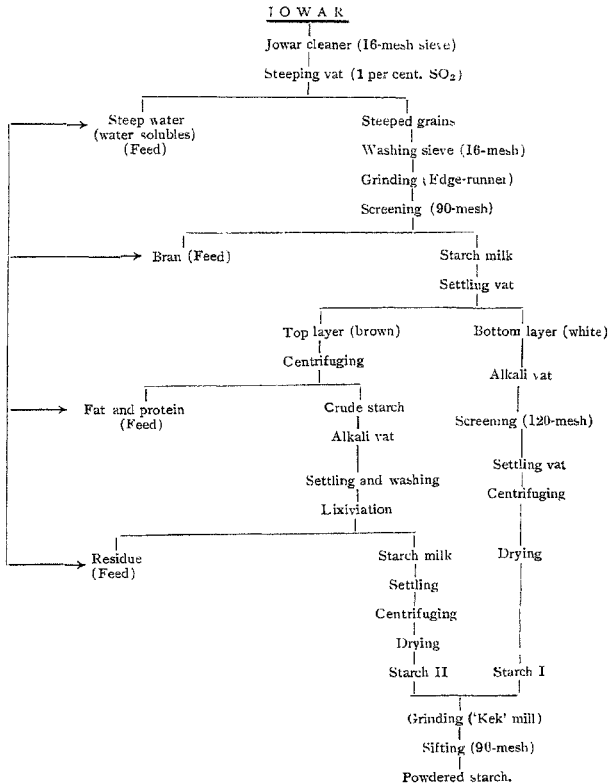 JOWAR
Jowar cleaner (16-mesh sieve)
Steeping vat (1 per cent. SO₂)
Steep water
(water solubles)
(Feed)
Steeped grains
Washing sieve (16-mesh)
Grinding (Edge-runner)
Screening (90-mesh)
Bran (Feed)
Starch milk
Settling vat
Top layer (brown)
Bottom layer (white)
Centrifuging
Alkali vat
Fat and protein
(Feed)
Crude starch
Alkali vat
Screening (120-mesh)
Settling vat
Settling and washing
Centrifuging
Lixiviation
Residue
(Feed)
Starch milk
Drying
Settling
Centrifuging
Drying
Starch II
Starch I
Grinding ('Kek' mill)
Sifting (90-mesh)
Powdered starch.